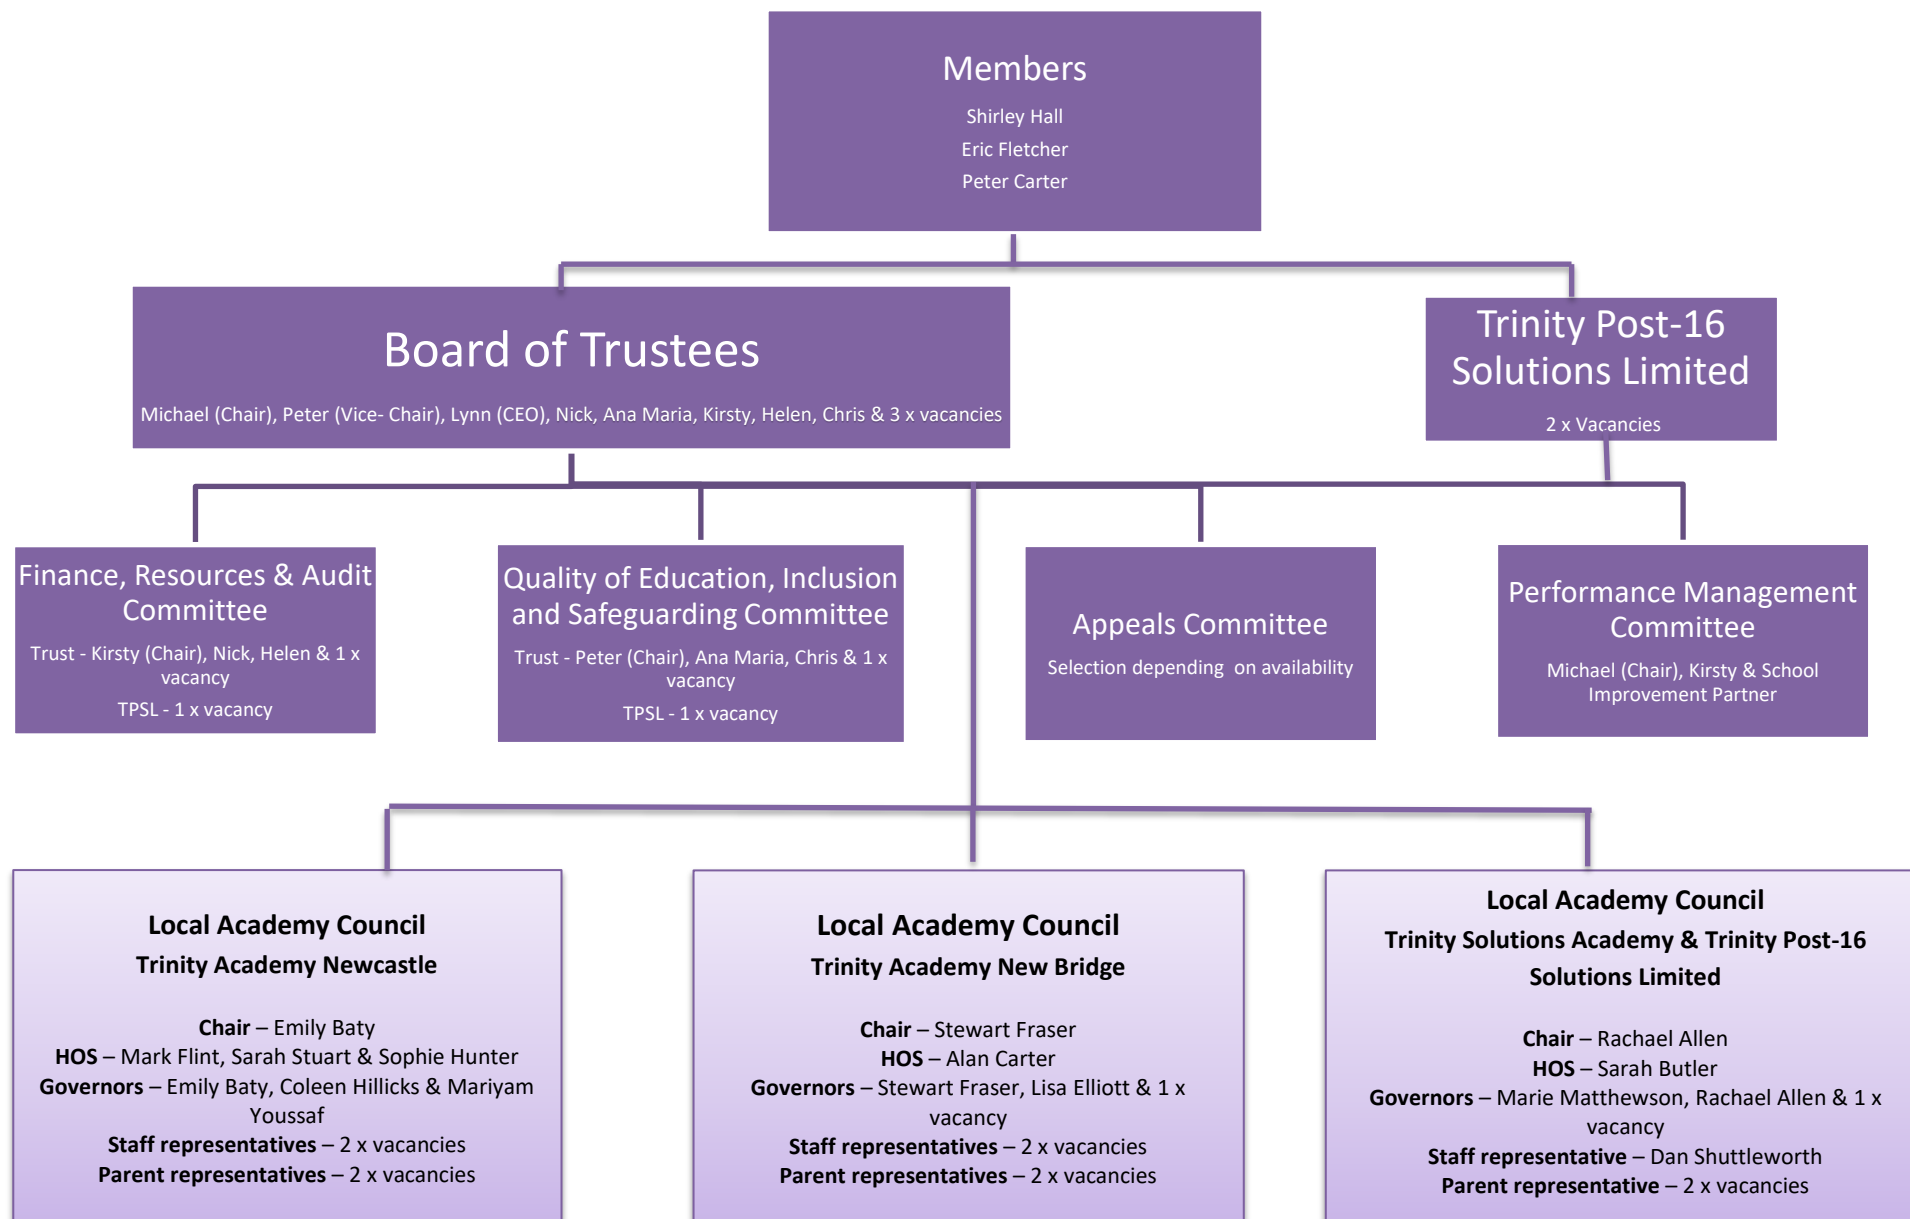 Members
Shirley Hall
Eric Fletcher
Peter Carter
Board of Trustees
Michael (Chair), Peter (Vice- Chair), Lynn (CEO), Nick, Ana Maria, Kirsty, Helen, Chris & 3 x vacancies
Trinity Post-16
Solutions Limited
2 x Vacancies
Finance, Resources & Audit
Committee
Trust - Kirsty (Chair), Nick, Helen & 1 x
vacancy
TPSL - 1 x vacancy
Quality of Education, Inclusion
and Safeguarding Committee
Trust - Peter (Chair), Ana Maria, Chris & 1 x
vacancy
TPSL - 1 x vacancy
Appeals Committee
Selection depending on availability
Performance Management
Committee
Michael (Chair), Kirsty & School
Improvement Partner
Local Academy Council
Trinity Academy Newcastle
Chair – Emily Baty
HOS – Mark Flint, Sarah Stuart & Sophie Hunter
Governors – Emily Baty, Coleen Hillicks & Mariyam
Youssaf
Staff representatives – 2 x vacancies
Parent representatives – 2 x vacancies
Local Academy Council
Trinity Academy New Bridge
Chair – Stewart Fraser
HOS – Alan Carter
Governors – Stewart Fraser, Lisa Elliott & 1 x
vacancy
Staff representatives – 2 x vacancies
Parent representatives – 2 x vacancies
Local Academy Council
Trinity Solutions Academy & Trinity Post-16
Solutions Limited
Chair – Rachael Allen
HOS – Sarah Butler
Governors – Marie Matthewson, Rachael Allen & 1 x
vacancy
Staff representative – Dan Shuttleworth
Parent representative – 2 x vacancies